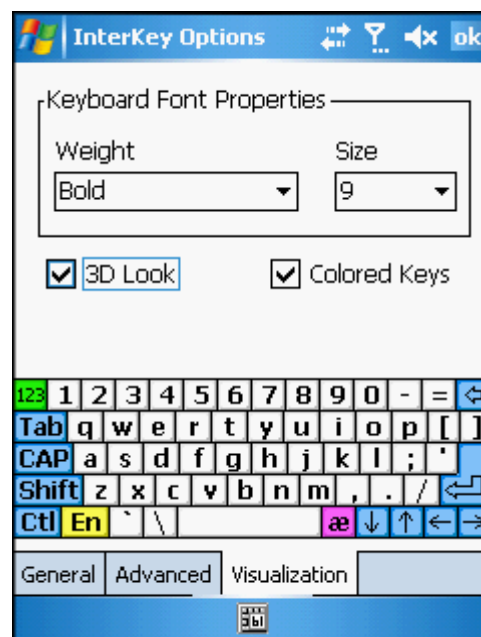 InterKey Options ok
Keyboard Font Properties
Weight Size
Bold 9
3D Look Colored Keys
123 1 2 3 4 5 6 7 8 9 0 - =
Tab q w e r t y u i o p [ ]
CAP a s d f g h j k l ; '
Shift z x c v b n m , . /
Ctl En ` \ æ ↓ ↑ ← →
General Advanced Visualization